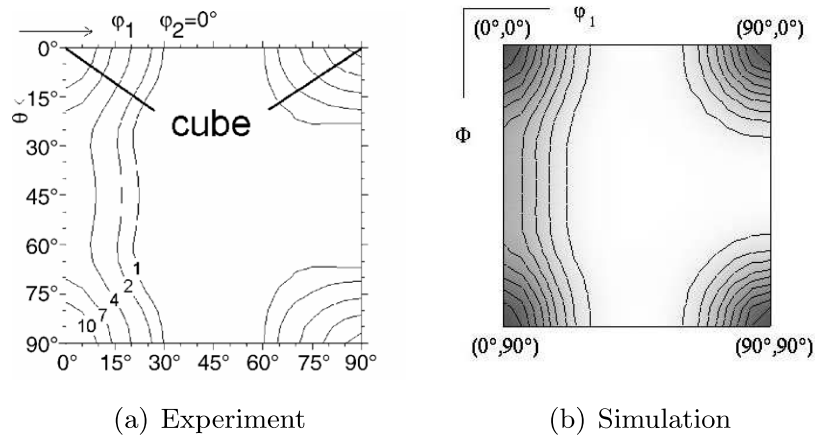 φ₁ φ₂=0°
0°
15°
30°
45°
60°
75°
90°
θ
cube
1
2
4
7
10
0° 15° 30° 45° 60° 75° 90°
(a) Experiment
φ₁
(0°,0°) (90°,0°)
Φ
(0°,90°) (90°,90°)
(b) Simulation